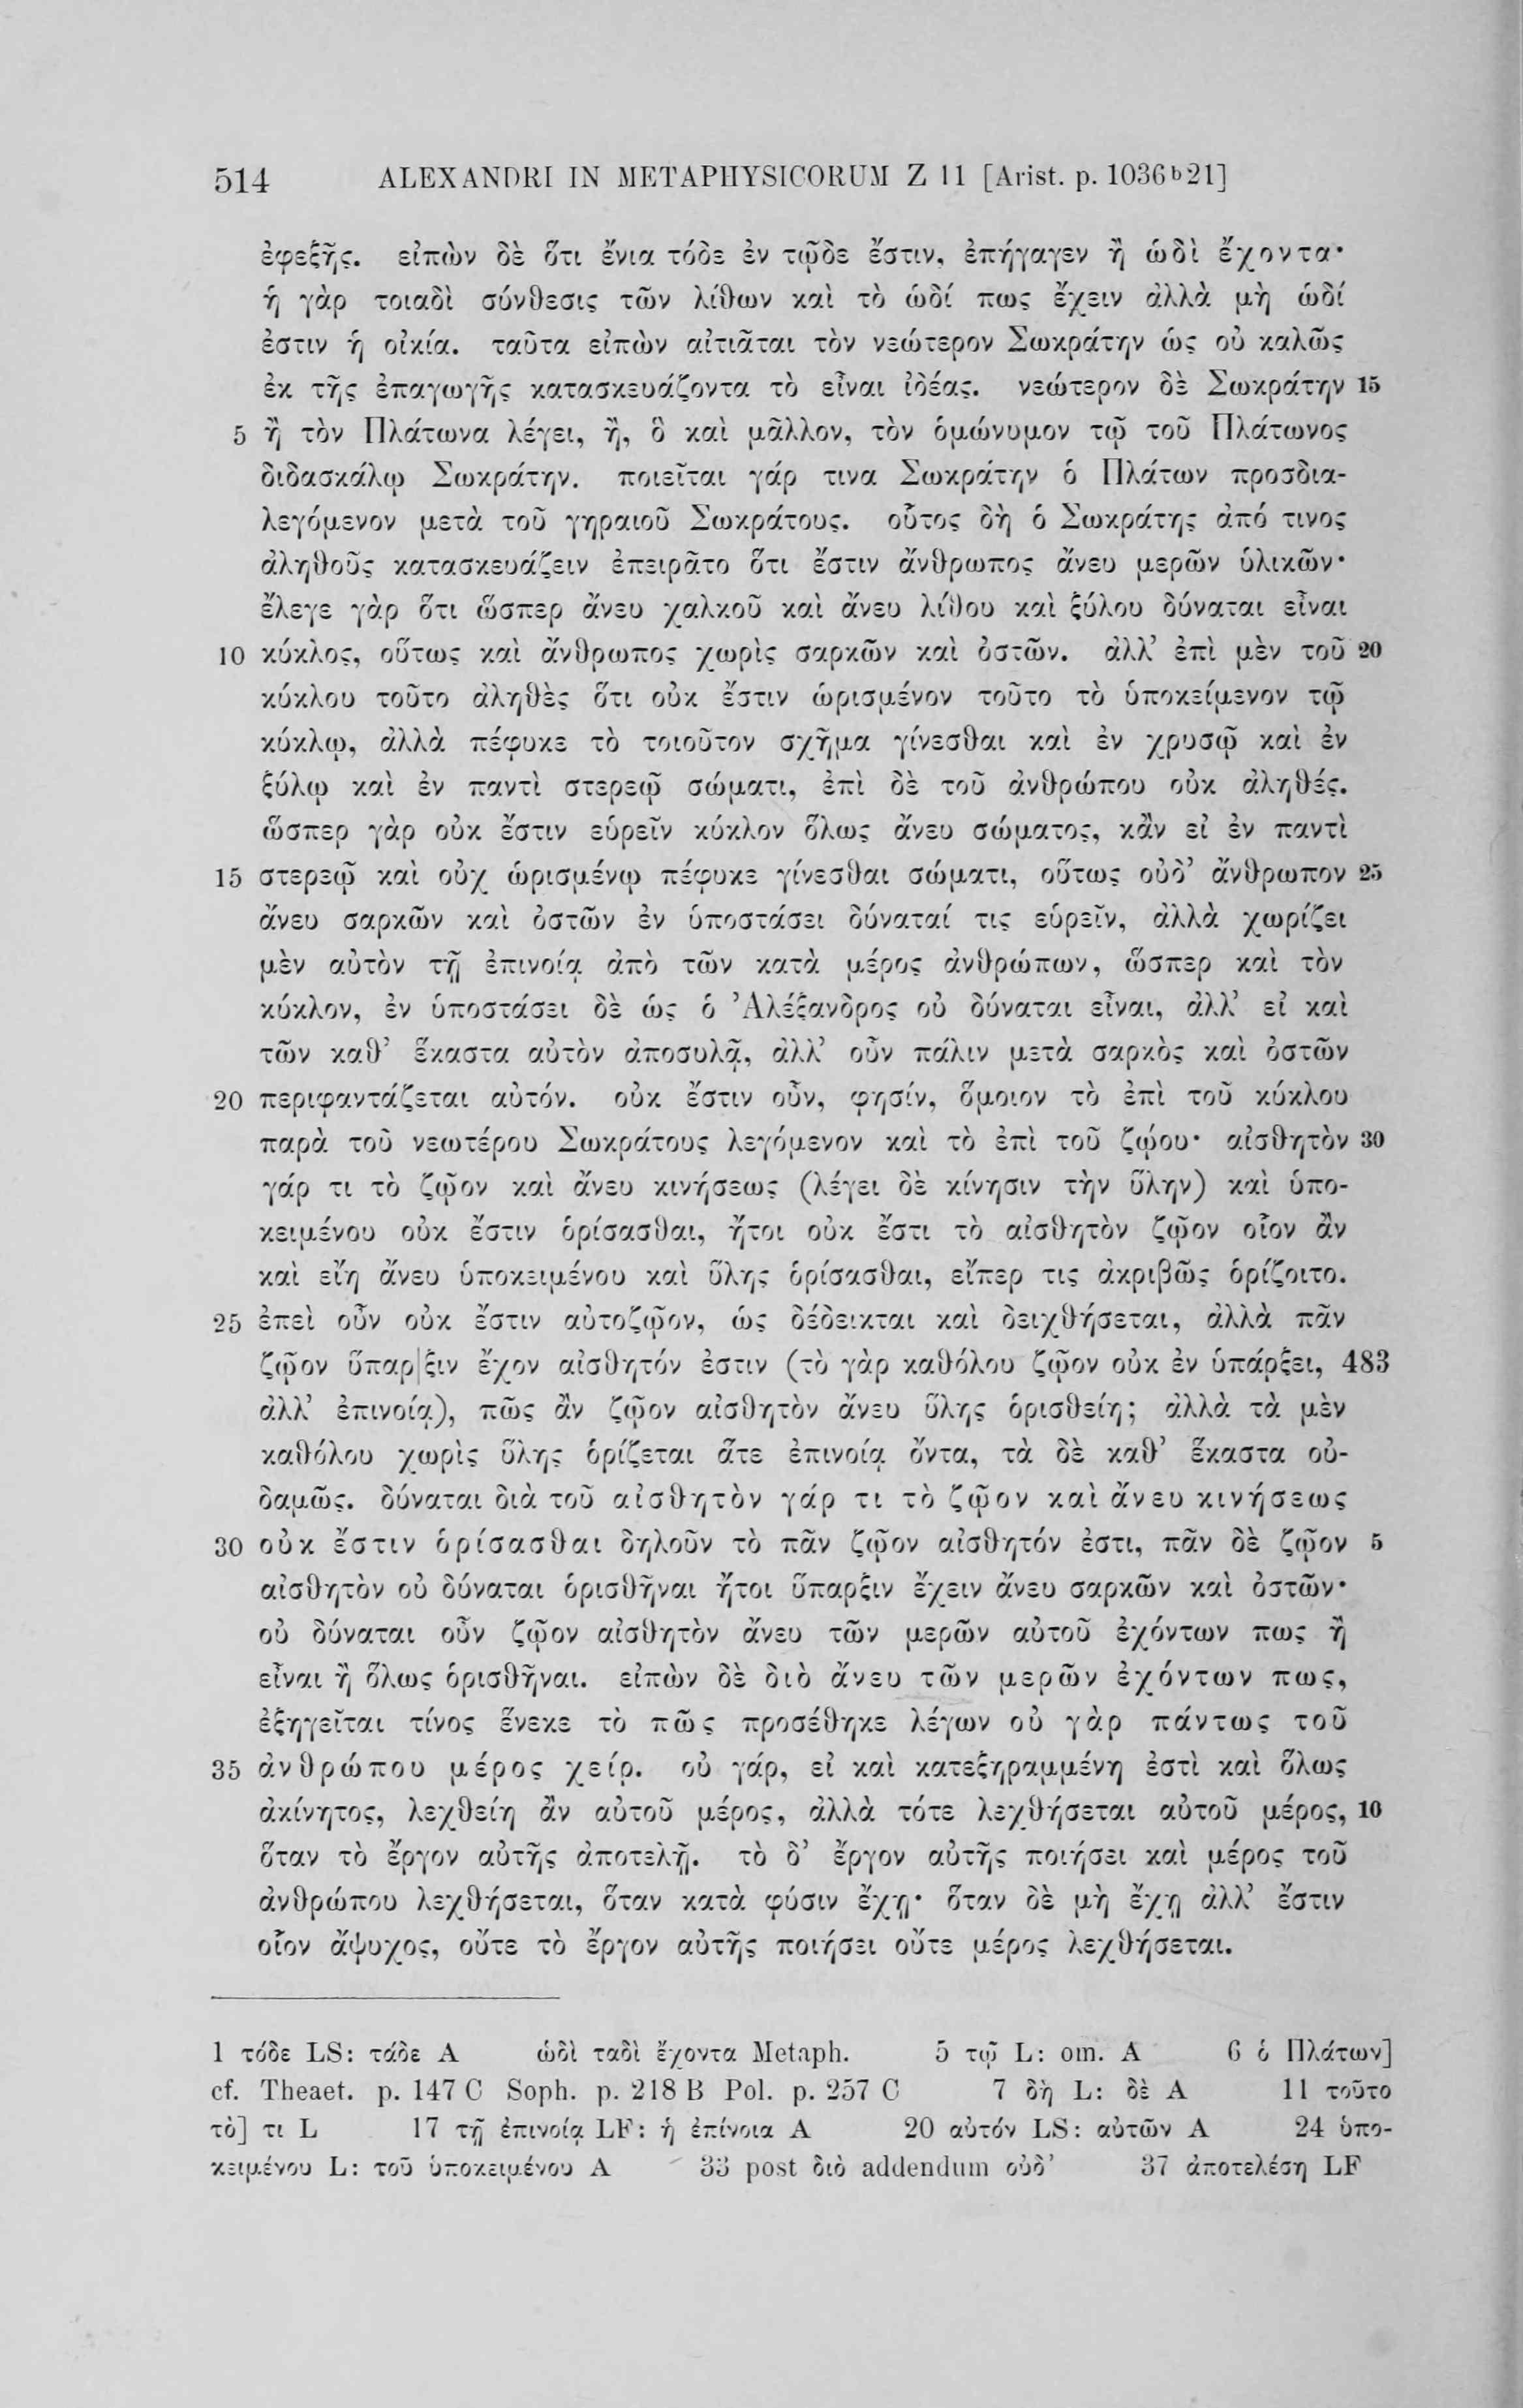 514 ALEXANDRI IN METAPHYSICORUM Z 11 [Arist. p. 1036b21]
ἐφεξῆς. εἰπὼν δὲ ὅτι ἔνια τόδε ἐν τῷδε ἔστιν, ἐπήγαγεν ἢ ὡδὶ ἔχοντα·
ἡ γὰρ τοιαδὶ σύνθεσις τῶν λίθων καὶ τὸ ὡδί πως ἔχειν ἀλλὰ μὴ ὡδί
ἐστιν ἡ οἰκία. ταῦτα εἰπὼν αἰτιᾶται τὸν νεώτερον Σωκράτην ὡς οὐ καλῶς
ἐκ τῆς ἐπαγωγῆς κατασκευάζοντα τὸ εἶναι ἰδέας. νεώτερον δὲ Σωκράτην 15
5 ἢ τὸν Πλάτωνα λέγει, ἤ, ὃ καὶ μᾶλλον, τὸν ὁμώνυμον τῷ τοῦ Πλάτωνος
διδασκάλῳ Σωκράτην. ποιεῖται γάρ τινα Σωκράτην ὁ Πλάτων προσδια-
λεγόμενον μετὰ τοῦ γηραιοῦ Σωκράτους. οὗτος δὴ ὁ Σωκράτης ἀπό τινος
ἀληθοῦς κατασκευάζειν ἐπειρᾶτο ὅτι ἔστιν ἄνθρωπος ἄνευ μερῶν ὑλικῶν·
ἔλεγε γὰρ ὅτι ὥσπερ ἄνευ χαλκοῦ καὶ ἄνευ λίθου καὶ ξύλου δύναται εἶναι
10 κύκλος, οὕτως καὶ ἄνθρωπος χωρὶς σαρκῶν καὶ ὀστῶν. ἀλλ’ ἐπὶ μὲν τοῦ 20
κύκλου τοῦτο ἀληθὲς ὅτι οὐκ ἔστιν ὡρισμένον τοῦτο τὸ ὑποκείμενον τῷ
κύκλῳ, ἀλλὰ πέφυκε τὸ τοιοῦτον σχῆμα γίνεσθαι καὶ ἐν χρυσῷ καὶ ἐν
ξύλῳ καὶ ἐν παντὶ στερεῷ σώματι, ἐπὶ δὲ τοῦ ἀνθρώπου οὐκ ἀληθές.
ὥσπερ γὰρ οὐκ ἔστιν εὑρεῖν κύκλον ὅλως ἄνευ σώματος, κἂν εἰ ἐν παντὶ
15 στερεῷ καὶ οὐχ ὡρισμένῳ πέφυκε γίνεσθαι σώματι, οὕτως οὐδ’ ἄνθρωπον 25
ἄνευ σαρκῶν καὶ ὀστῶν ἐν ὑποστάσει δύναταί τις εὑρεῖν, ἀλλὰ χωρίζει
μὲν αὐτὸν τῇ ἐπινοίᾳ ἀπὸ τῶν κατὰ μέρος ἀνθρώπων, ὥσπερ καὶ τὸν
κύκλον, ἐν ὑποστάσει δὲ ὡς ὁ Ἀλέξανδρος οὐ δύναται εἶναι, ἀλλ’ εἰ καὶ
τῶν καθ’ ἕκαστα αὐτὸν ἀποσυλᾷ, ἀλλ’ οὖν πάλιν μετὰ σαρκὸς καὶ ὀστῶν
20 περιφαντάζεται αὐτόν. οὐκ ἔστιν οὖν, φησίν, ὅμοιον τὸ ἐπὶ τοῦ κύκλου
παρὰ τοῦ νεωτέρου Σωκράτους λεγόμενον καὶ τὸ ἐπὶ τοῦ ζῴου· αἰσθητὸν 30
γάρ τι τὸ ζῷον καὶ ἄνευ κινήσεως (λέγει δὲ κίνησιν τὴν ὕλην) καὶ ὑπο-
κειμένου οὐκ ἔστιν ὁρίσασθαι, ἤτοι οὐκ ἔστι τὸ αἰσθητὸν ζῷον οἷον ἂν
καὶ εἴη ἄνευ ὑποκειμένου καὶ ὕλης ὁρίσασθαι, εἴπερ τις ἀκριβῶς ὁρίζοιτο.
25 ἐπεὶ οὖν οὐκ ἔστιν αὐτοζῷον, ὡς δέδεικται καὶ δειχθήσεται, ἀλλὰ πᾶν
ζῷον ὕπαρ|ξιν ἔχον αἰσθητόν ἐστιν (τὸ γὰρ καθόλου ζῷον οὐκ ἐν ὑπάρξει, 483
ἀλλ’ ἐπινοίᾳ), πῶς ἂν ζῷον αἰσθητὸν ἄνευ ὕλης ὁρισθείη; ἀλλὰ τὰ μὲν
καθόλου χωρὶς ὕλης ὁρίζεται ἅτε ἐπινοίᾳ ὄντα, τὰ δὲ καθ’ ἕκαστα οὐ-
δαμῶς. δύναται διὰ τοῦ αἰσθητὸν γάρ τι τὸ ζῷον καὶ ἄνευ κινήσεως
30 οὐκ ἔστιν ὁρίσασθαι δηλοῦν τὸ πᾶν ζῷον αἰσθητόν ἐστι, πᾶν δὲ ζῷον 5
αἰσθητὸν οὐ δύναται ὁρισθῆναι ἤτοι ὕπαρξιν ἔχειν ἄνευ σαρκῶν καὶ ὀστῶν·
οὐ δύναται οὖν ζῷον αἰσθητὸν ἄνευ τῶν μερῶν αὐτοῦ ἐχόντων πως ἢ
εἶναι ἢ ὅλως ὁρισθῆναι. εἰπὼν δὲ διὸ ἄνευ τῶν μερῶν ἐχόντων πως,
ἐξηγεῖται τίνος ἕνεκε τὸ πῶς προσέθηκε λέγων οὐ γὰρ πάντως τοῦ
35 ἀνθρώπου μέρος χείρ. οὐ γάρ, εἰ καὶ κατεξηραμμένη ἐστὶ καὶ ὅλως
ἀκίνητος, λεχθείη ἂν αὐτοῦ μέρος, ἀλλὰ τότε λεχθήσεται αὐτοῦ μέρος, 10
ὅταν τὸ ἔργον αὐτῆς ἀποτελῇ. τὸ δ’ ἔργον αὐτῆς ποιήσει καὶ μέρος τοῦ
ἀνθρώπου λεχθήσεται, ὅταν κατὰ φύσιν ἔχῃ· ὅταν δὲ μὴ ἔχῃ ἀλλ’ ἔστιν
οἷον ἄψυχος, οὔτε τὸ ἔργον αὐτῆς ποιήσει οὔτε μέρος λεχθήσεται.
1 τόδε LS: τάδε A ὡδὶ ταδὶ ἔχοντα Metaph. 5 τῷ L: om. A 6 ὁ Πλάτων]
cf. Theaet. p. 147 C Soph. p. 218 B Pol. p. 257 C 7 δὴ L: δὲ A 11 τοῦτο
τὸ] τι L 17 τῇ ἐπινοίᾳ LF: ἡ ἐπίνοια A 20 αὐτόν LS: αὐτῶν A 24 ὑπο-
κειμένου L: τοῦ ὑποκειμένου A 33 post διὸ addendum οὐδ’ 37 ἀποτελέσῃ LF